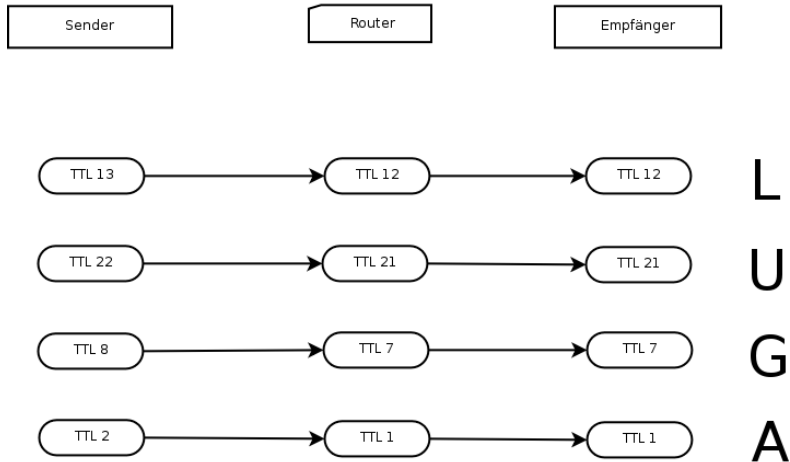 Sender Router Empfänger
TTL 13 TTL 12 TTL 12 L
TTL 22 TTL 21 TTL 21 U
TTL 8 TTL 7 TTL 7 G
TTL 2 TTL 1 TTL 1 A